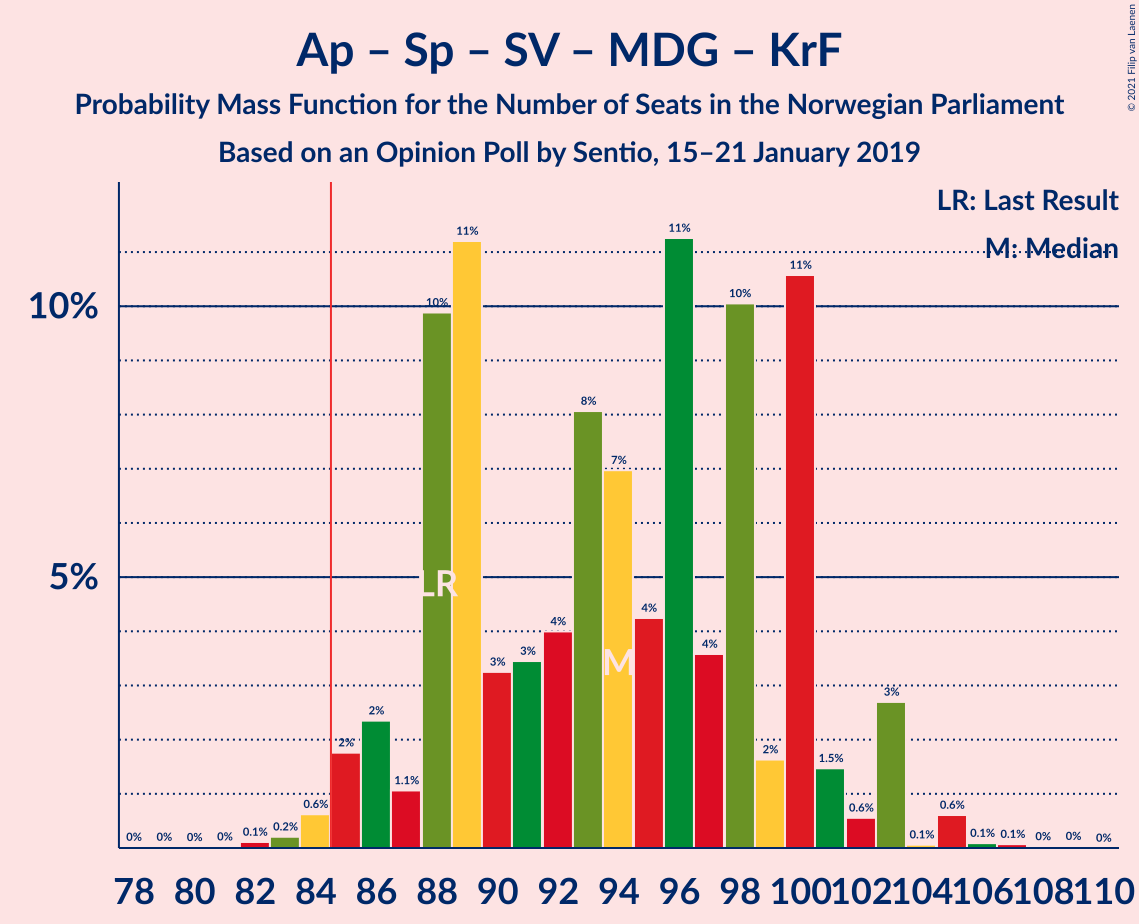 Ap – Sp – SV – MDG – KrF
Probability Mass Function for the Number of Seats in the Norwegian Parliament
Based on an Opinion Poll by Sentio, 15–21 January 2019
© 2021 Filip van Laenen
LR: Last Result
M: Median
10%
5%
0% 0% 0% 0% 0.1% 0.2% 0.6% 2% 2% 1.1% 10% 11% 3% 3% 4% 8% 7% 4% 11% 4% 10% 2% 11% 1.5% 0.6% 3% 0.1% 0.6% 0.1% 0.1% 0% 0% 0%
LR
M
78 80 82 84 86 88 90 92 94 96 98 100 102 104 106 108 110